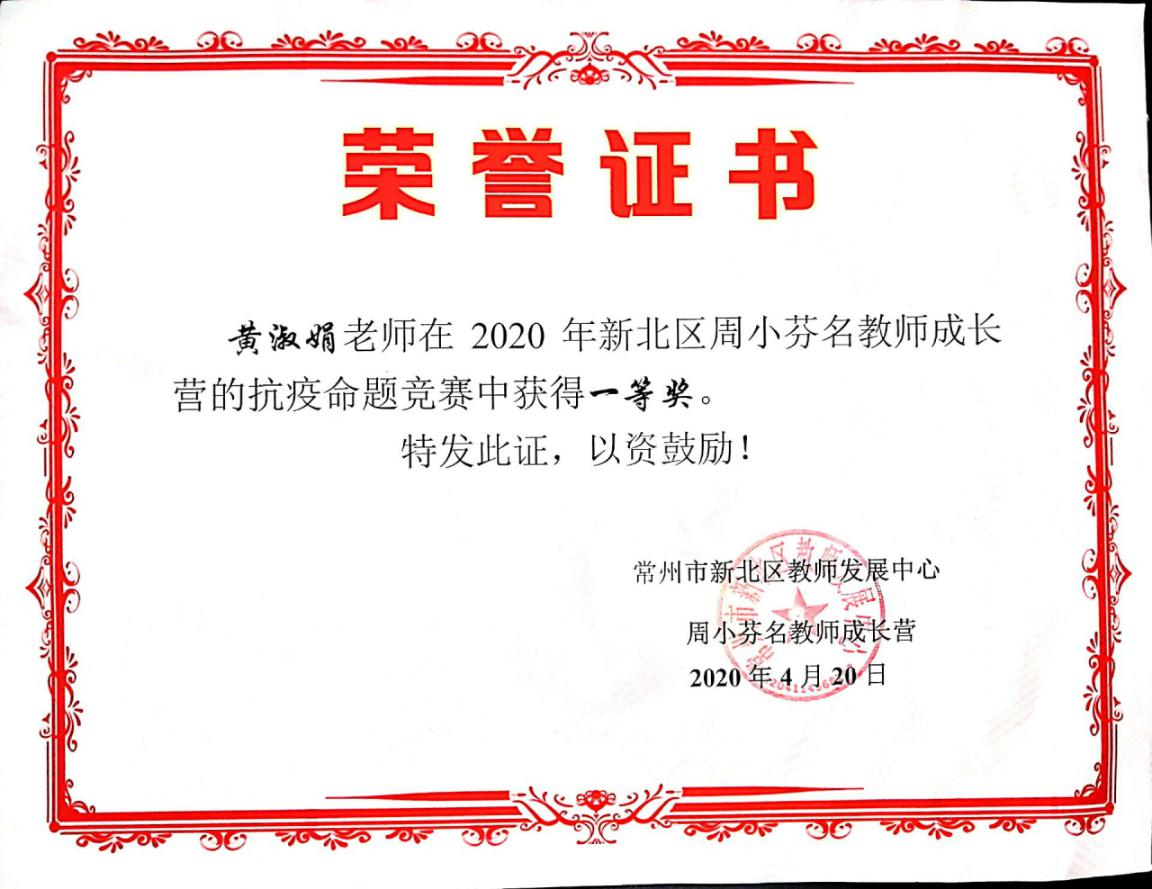 荣誉证书
黄淑娟老师在 2020 年新北区周小芬名教师成长
营的抗疫命题竞赛中获得一等奖。
特发此证，以资鼓励！
常州市新北区教师发展中心
周小芬名教师成长营
2020 年 4 月 20 日